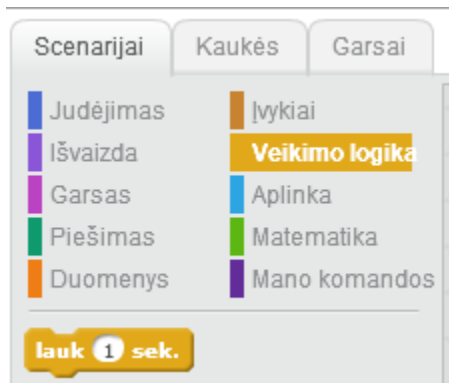 Scenarijai Kaukės Garsai
Judėjimas Įvykiai
Išvaizda Veikimo logika
Garsas Aplinka
Piešimas Matematika
Duomenys Mano komandos
lauk 1 sek.